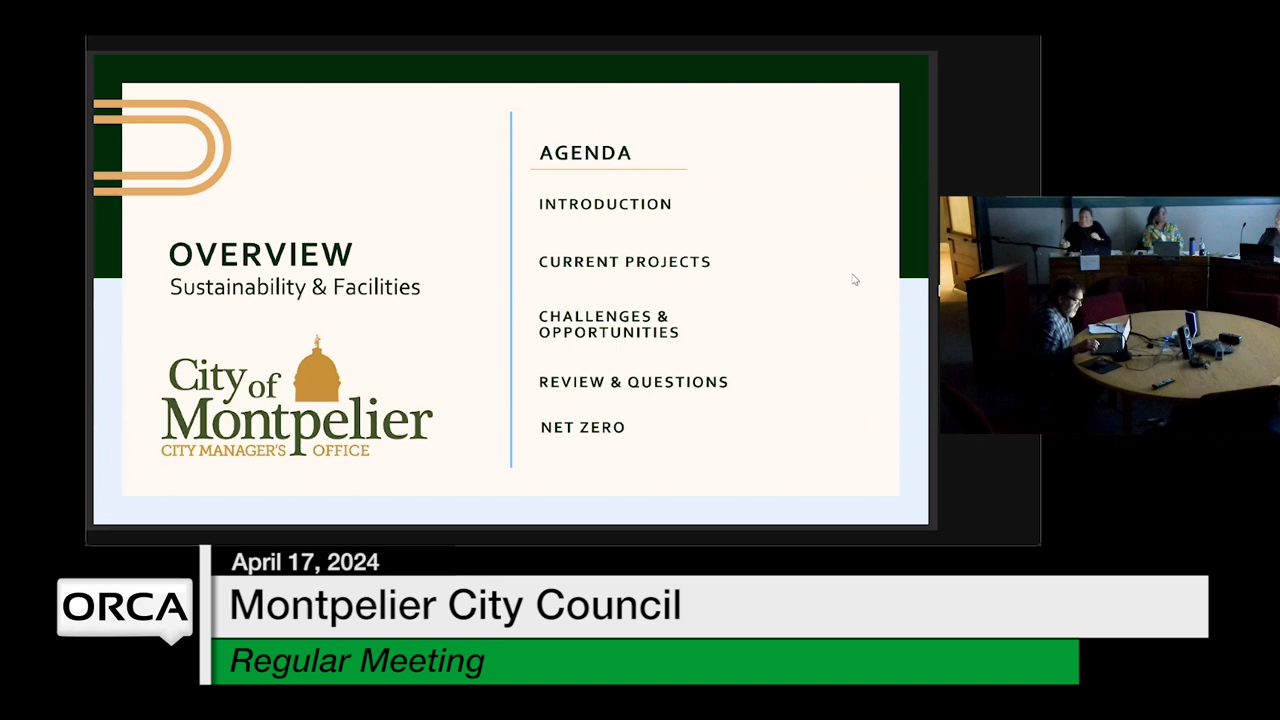 OVERVIEW
Sustainability & Facilities
City of
Montpelier
CITY MANAGER'S OFFICE
AGENDA
INTRODUCTION
CURRENT PROJECTS
CHALLENGES &
OPPORTUNITIES
REVIEW & QUESTIONS
NET ZERO
April 17, 2024
ORCA
Montpelier City Council
Regular Meeting